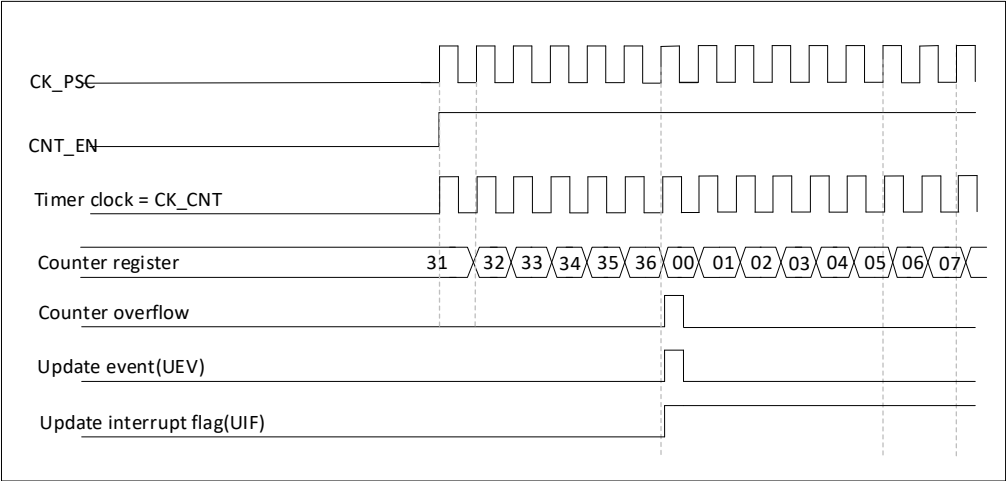 CK_PSC
CNT_EN
Timer clock = CK_CNT
Counter register 31 32 33 34 35 36 00 01 02 03 04 05 06 07
Counter overflow
Update event(UEV)
Update interrupt flag(UIF)